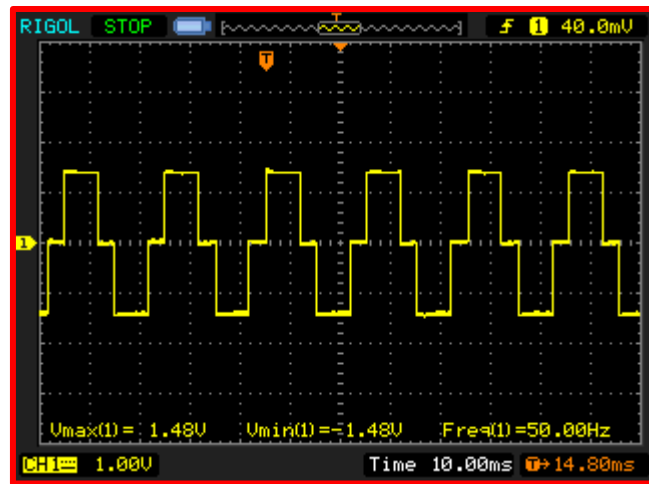 RIGOL STOP T f 1 40.0mV
T
1
Vmax(1)= 1.48V Vmin(1)=-1.48V Freq(1)=50.00Hz
CH1 1.00V Time 10.00ms T→14.80ms